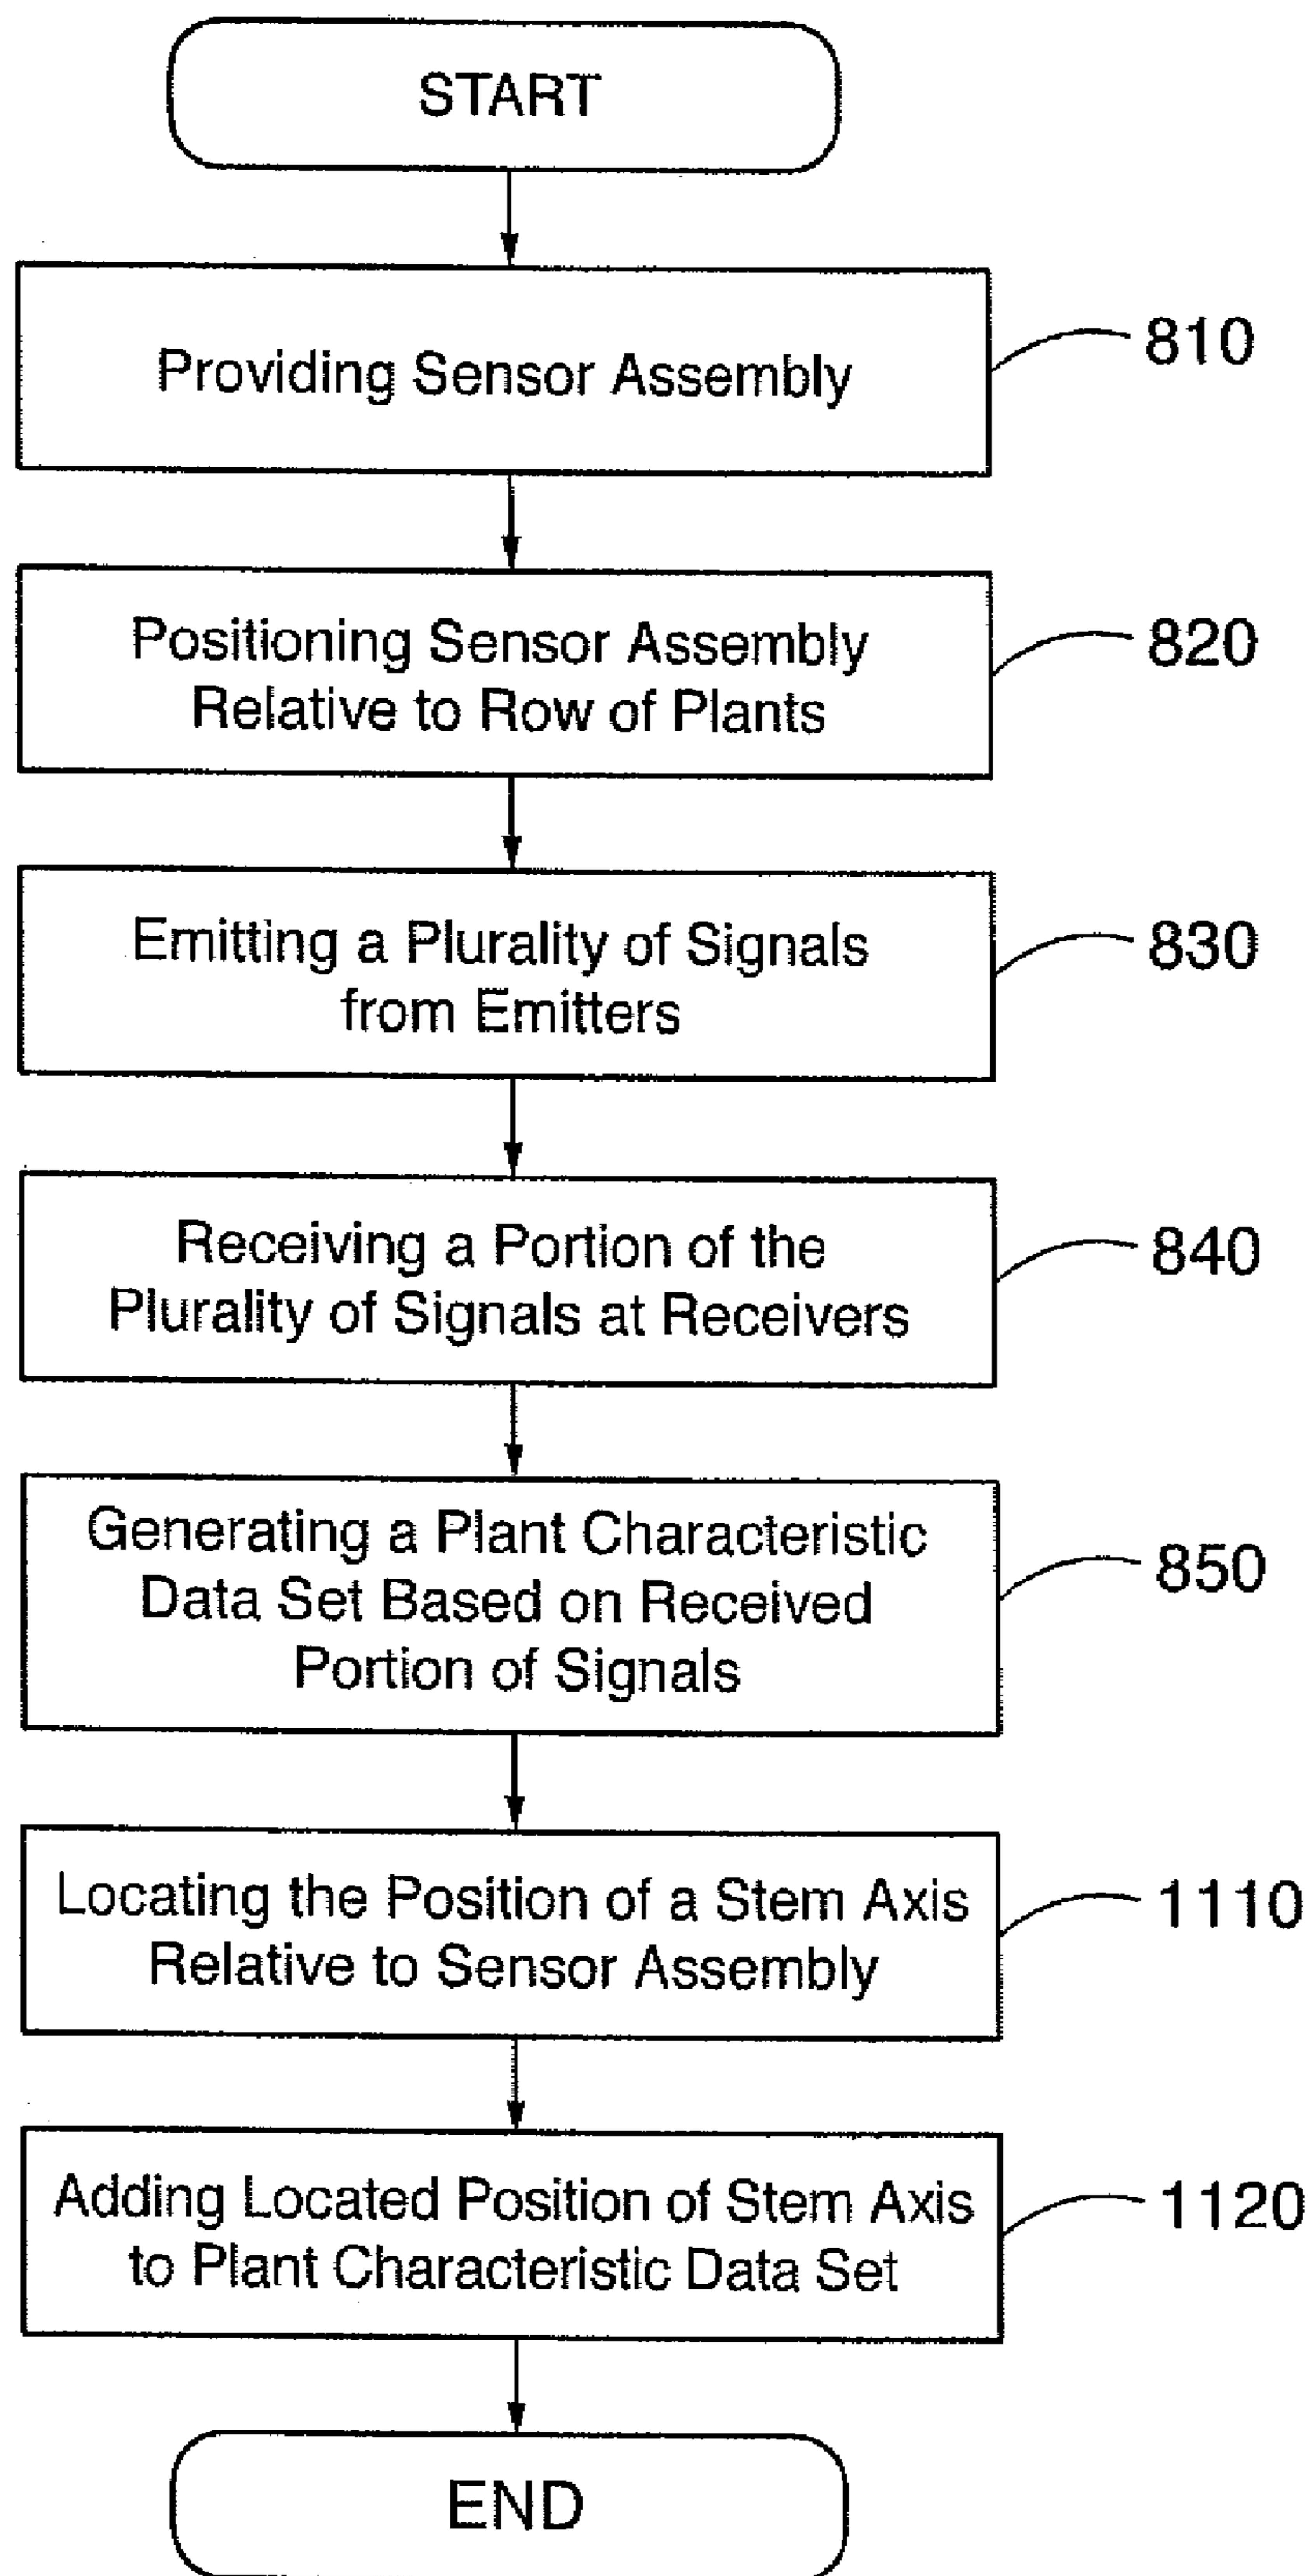 START
Providing Sensor Assembly
810
Positioning Sensor Assembly
Relative to Row of Plants
820
Emitting a Plurality of Signals
from Emitters
830
Receiving a Portion of the
Plurality of Signals at Receivers
840
Generating a Plant Characteristic
Data Set Based on Received
Portion of Signals
850
Locating the Position of a Stem Axis
Relative to Sensor Assembly
1110
Adding Located Position of Stem Axis
to Plant Characteristic Data Set
1120
END